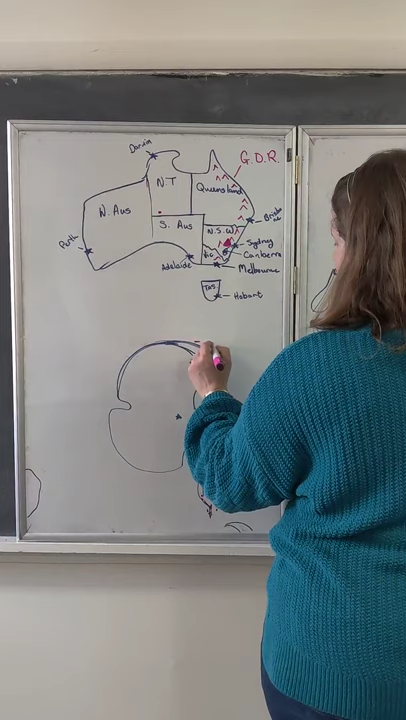 Darwin
G.D.R.
N.T
Queensland
W. Aus
S. Aus
N.S.W
Brisbane
Perth
Sydney
Canberra
Vic
Adelaide
Melbourne
Tas
Hobart